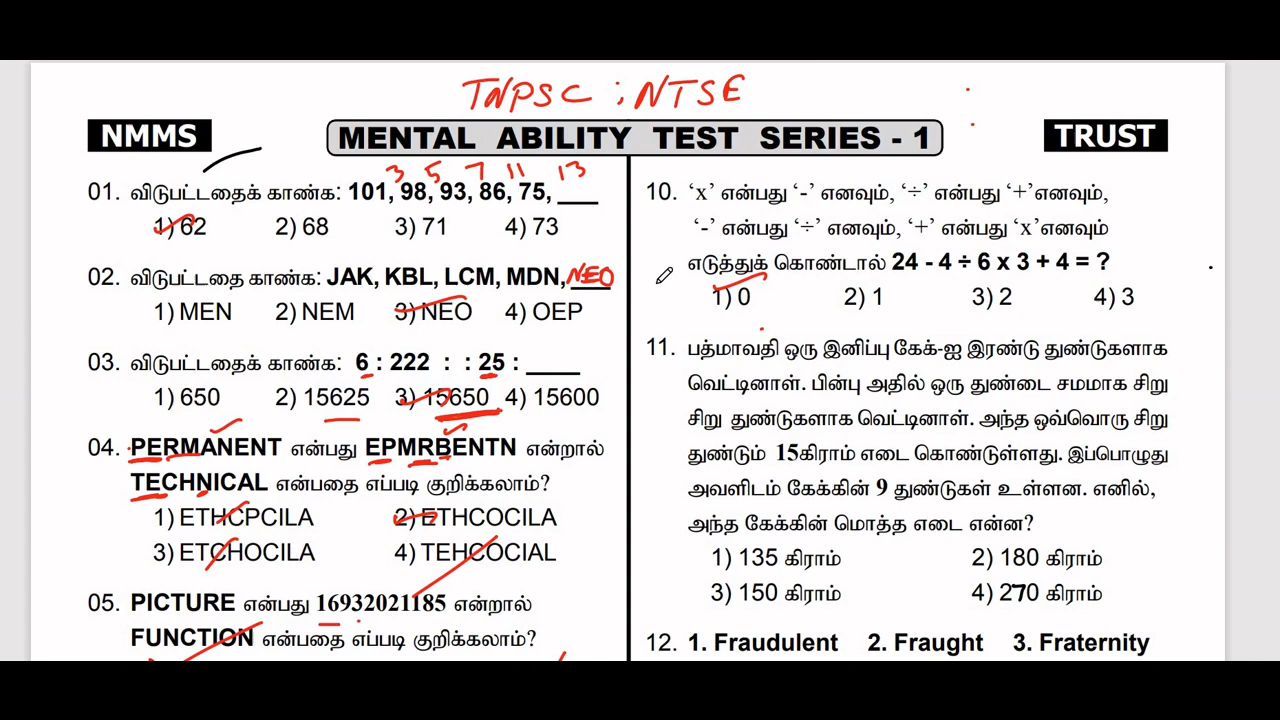 TNPSC ; NTSE
NMMS
MENTAL ABILITY TEST SERIES - 1
TRUST
3 5 7 11 13
01. விடுபட்டதைக் காண்க: 101, 98, 93, 86, 75, ___
1) 62 2) 68 3) 71 4) 73
02. விடுபட்டதை காண்க: JAK, KBL, LCM, MDN, NEO
1) MEN 2) NEM 3) NEO 4) OEP
03. விடுபட்டதைக் காண்க: 6 : 222 : : 25 : ____
1) 650 2) 15625 3) 15650 4) 15600
04. PERMANENT என்பது EPMRBENTN என்றால்
TECHNICAL என்பதை எப்படி குறிக்கலாம்?
1) ETHCPCILA 2) ETHCOCILA
3) ETCHOCILA 4) TEHCOCIAL
05. PICTURE என்பது 16932021185 என்றால்
FUNCTION என்பதை எப்படி குறிக்கலாம்?
10. ‘x’ என்பது ‘-’ எனவும், ‘÷’ என்பது ‘+’எனவும்,
‘-’ என்பது ‘÷’ எனவும், ‘+’ என்பது ‘x’எனவும்
எடுத்துக் கொண்டால் 24 - 4 ÷ 6 x 3 + 4 = ?
1) 0 2) 1 3) 2 4) 3
11. பத்மாவதி ஒரு இனிப்பு கேக்-ஐ இரண்டு துண்டுகளாக
வெட்டினாள். பின்பு அதில் ஒரு துண்டை சமமாக சிறு
சிறு துண்டுகளாக வெட்டினாள். அந்த ஒவ்வொரு சிறு
துண்டும் 15கிராம் எடை கொண்டுள்ளது. இப்பொழுது
அவளிடம் கேக்கின் 9 துண்டுகள் உள்ளன. எனில்,
அந்த கேக்கின் மொத்த எடை என்ன?
1) 135 கிராம் 2) 180 கிராம்
3) 150 கிராம் 4) 270 கிராம்
12. 1. Fraudulent 2. Fraught 3. Fraternity